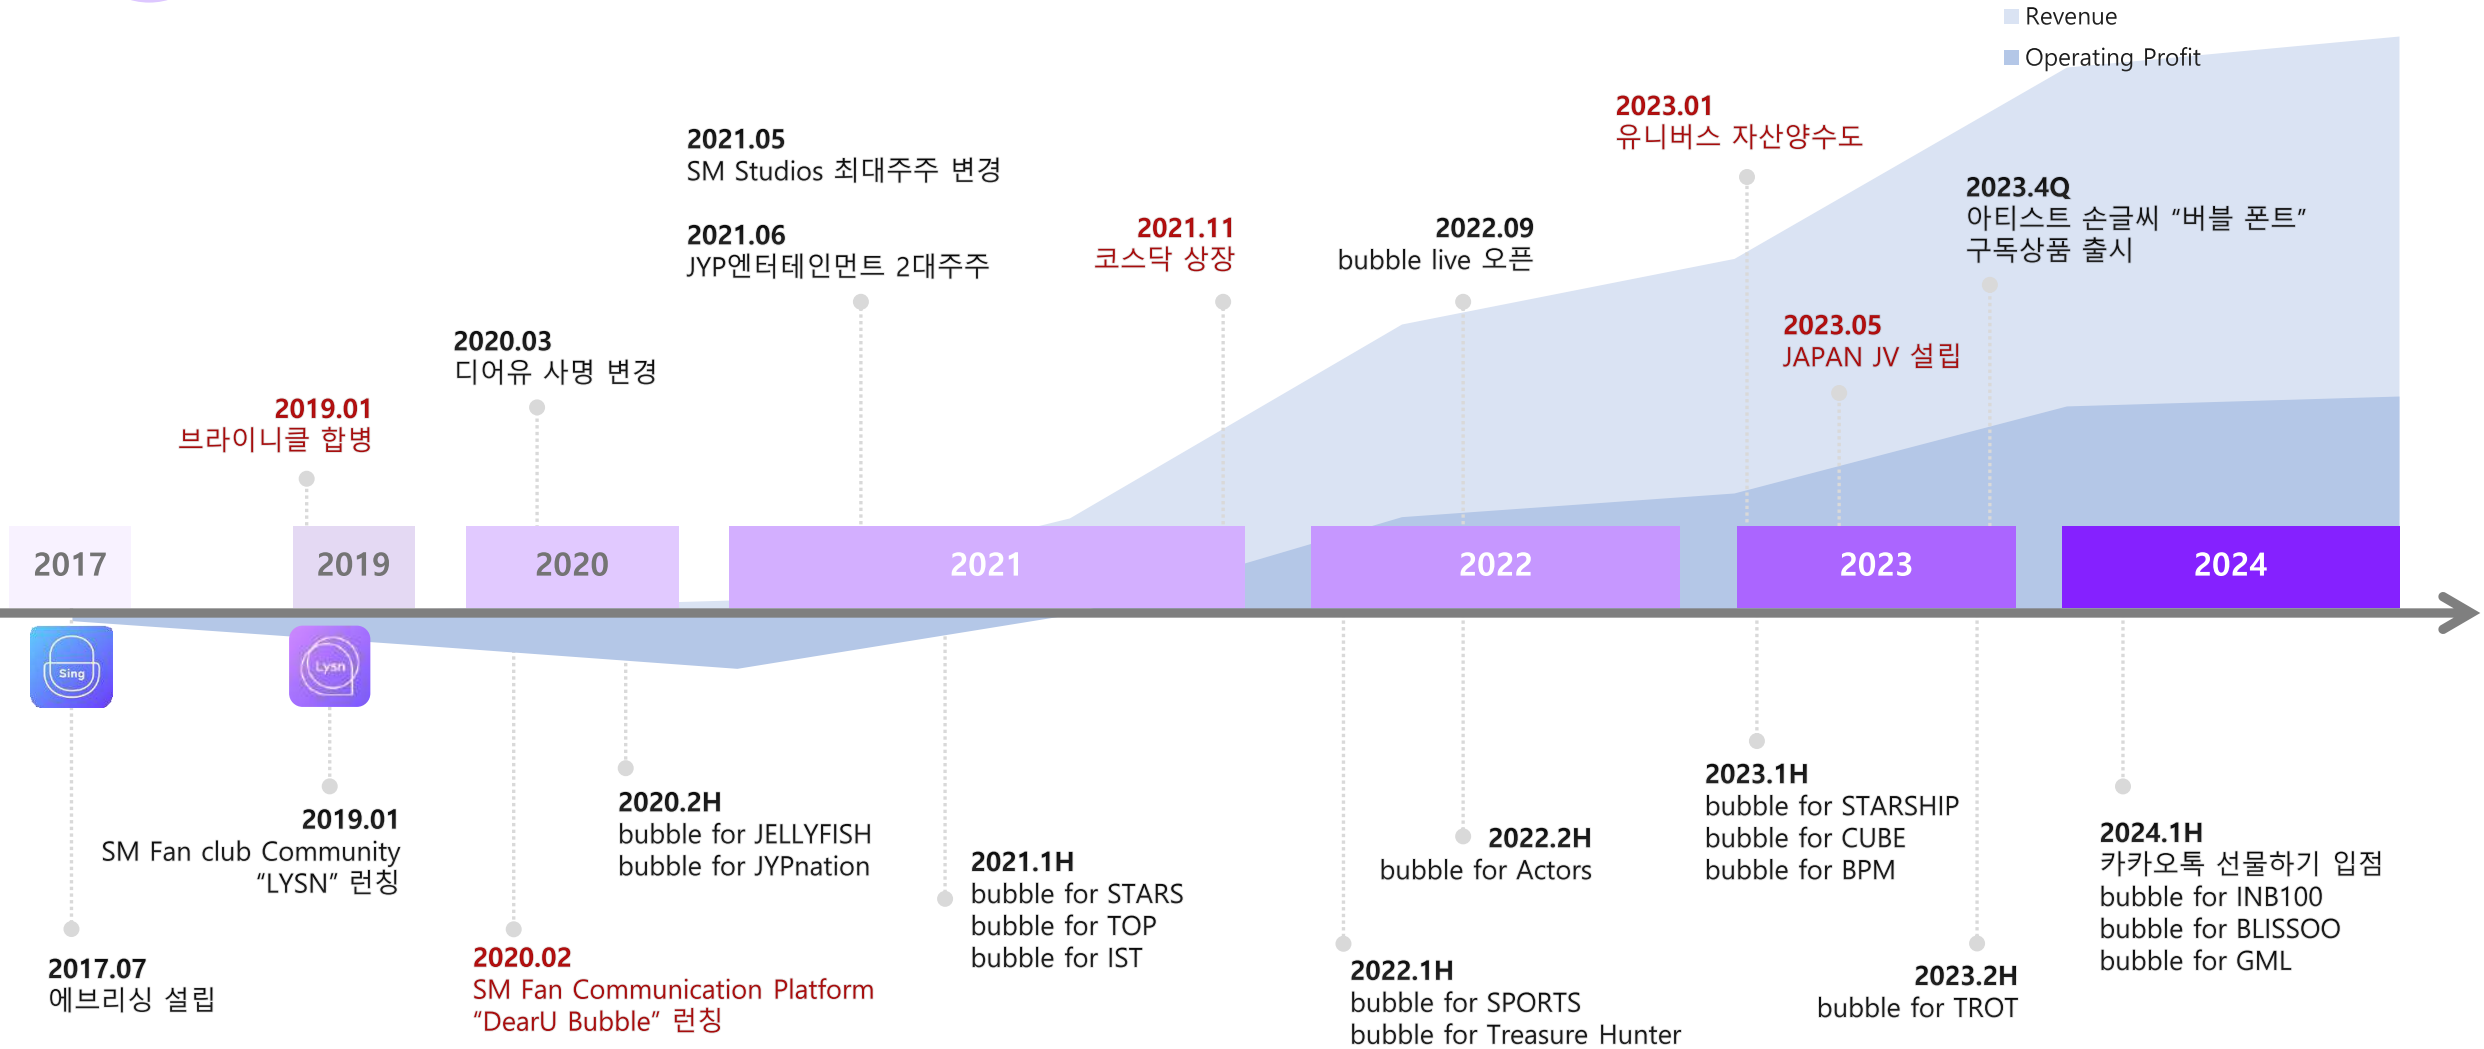 Revenue
Operating Profit
2023.01
유니버스 자산양수도
2021.05
SM Studios 최대주주 변경
2021.06
JYP엔터테인먼트 2대주주
2023.4Q
아티스트 손글씨 “버블 폰트”
구독상품 출시
2021.11
코스닥 상장
2022.09
bubble live 오픈
2023.05
JAPAN JV 설립
2020.03
디어유 사명 변경
2019.01
브라이니클 합병
2017
2019
2020
2021
2022
2023
2024
Sing
Lysn
2019.01
SM Fan club Community
“LYSN” 런칭
2017.07
에브리싱 설립
2020.02
SM Fan Communication Platform
“DearU Bubble” 런칭
2020.2H
bubble for JELLYFISH
bubble for JYPnation
2021.1H
bubble for STARS
bubble for TOP
bubble for IST
2022.1H
bubble for SPORTS
bubble for Treasure Hunter
2022.2H
bubble for Actors
2023.1H
bubble for STARSHIP
bubble for CUBE
bubble for BPM
2023.2H
bubble for TROT
2024.1H
카카오톡 선물하기 입점
bubble for INB100
bubble for BLISSOO
bubble for GML